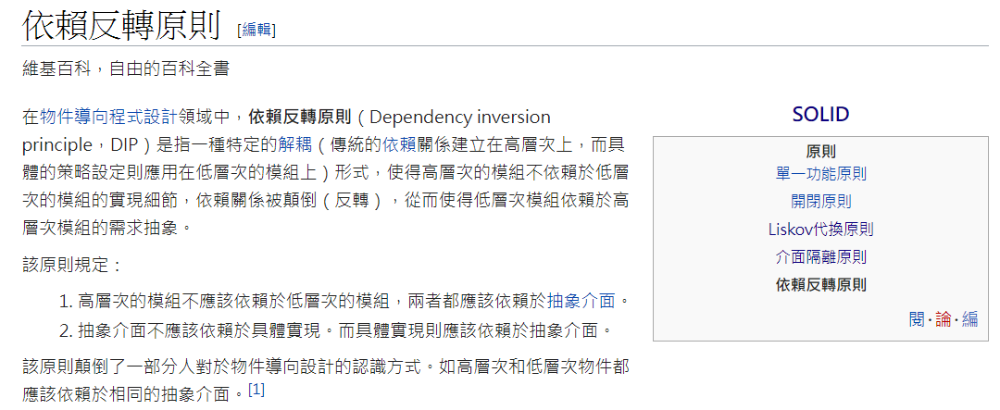 依賴反轉原則 [編輯]
維基百科，自由的百科全書
在物件導向程式設計領域中，依賴反轉原則（Dependency inversion
principle，DIP）是指一種特定的解耦（傳統的依賴關係建立在高層次上，而具
體的策略設定則應用在低層次的模組上）形式，使得高層次的模組不依賴於低層
次的模組的實現細節，依賴關係被顛倒（反轉），從而使得低層次模組依賴於高
層次模組的需求抽象。
該原則規定：
1. 高層次的模組不應該依賴於低層次的模組，兩者都應該依賴於抽象介面。
2. 抽象介面不應該依賴於具體實現。而具體實現則應該依賴於抽象介面。
該原則顛倒了一部分人對於物件導向設計的認識方式。如高層次和低層次物件都
應該依賴於相同的抽象介面。[1]
SOLID
原則
單一功能原則
開閉原則
Liskov代換原則
介面隔離原則
依賴反轉原則
閱·論·編